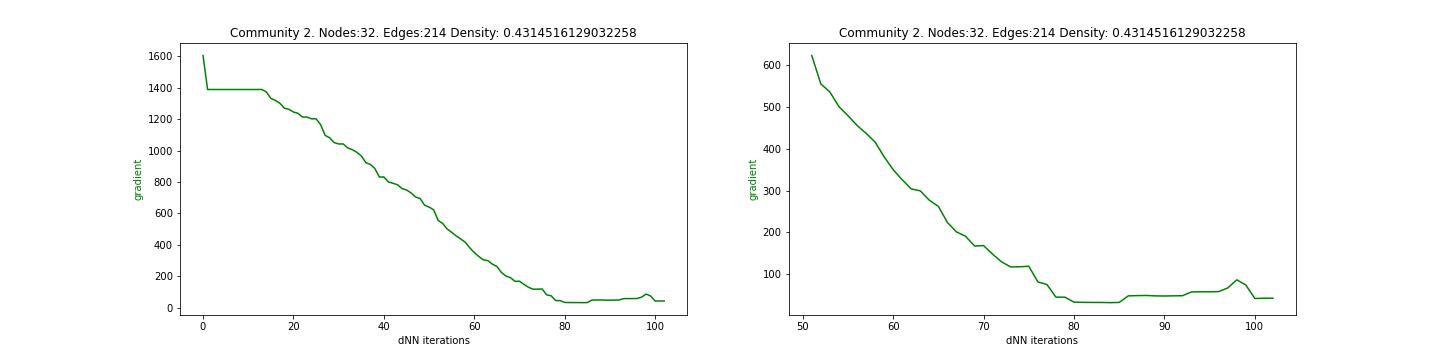 Community 2. Nodes:32. Edges:214 Density: 0.4314516129032258
1600
1400
1200
1000
800
600
400
200
0
gradient
0 20 40 60 80 100
dNN iterations
Community 2. Nodes:32. Edges:214 Density: 0.4314516129032258
600
500
400
300
200
100
gradient
50 60 70 80 90 100
dNN iterations